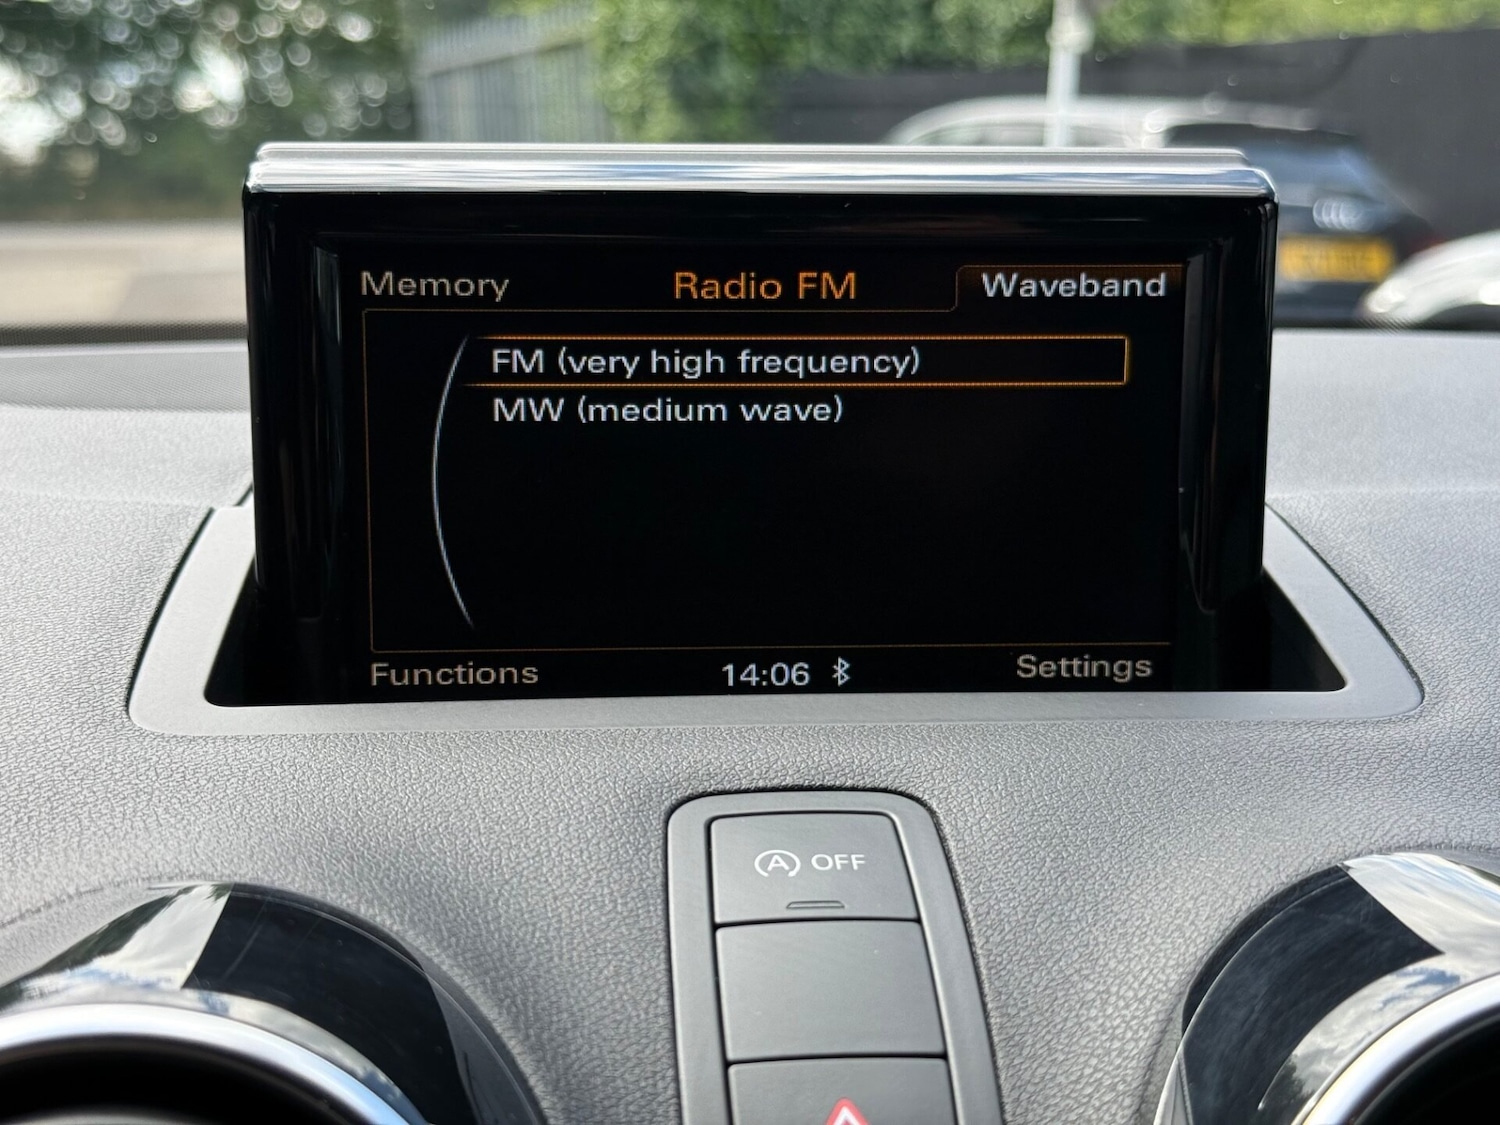 Memory
Radio FM
Waveband
FM (very high frequency)
MW (medium wave)
Functions
14:06
Settings
A OFF